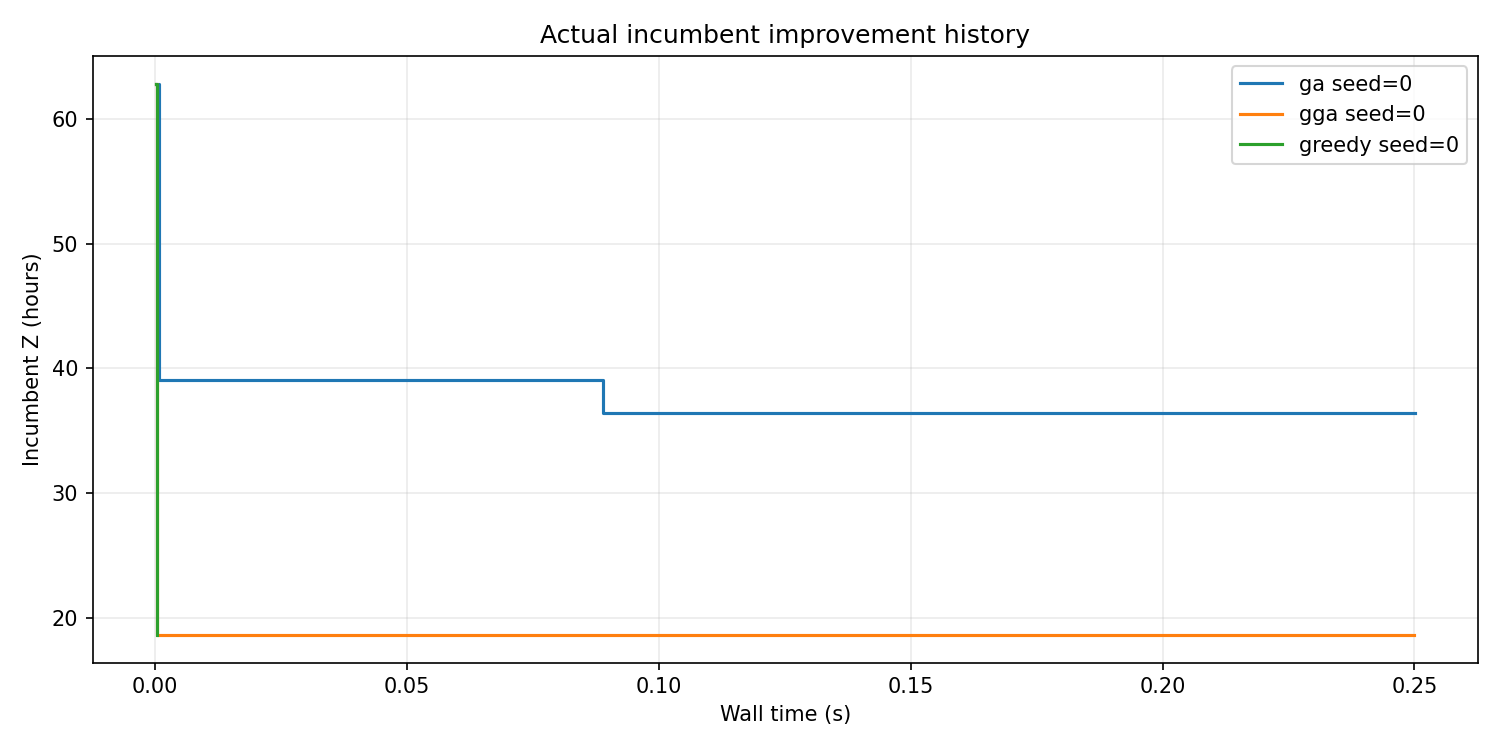 Actual incumbent improvement history
ga seed=0
gga seed=0
greedy seed=0
Incumbent Z (hours)
60
50
40
30
20
0.00 0.05 0.10 0.15 0.20 0.25
Wall time (s)